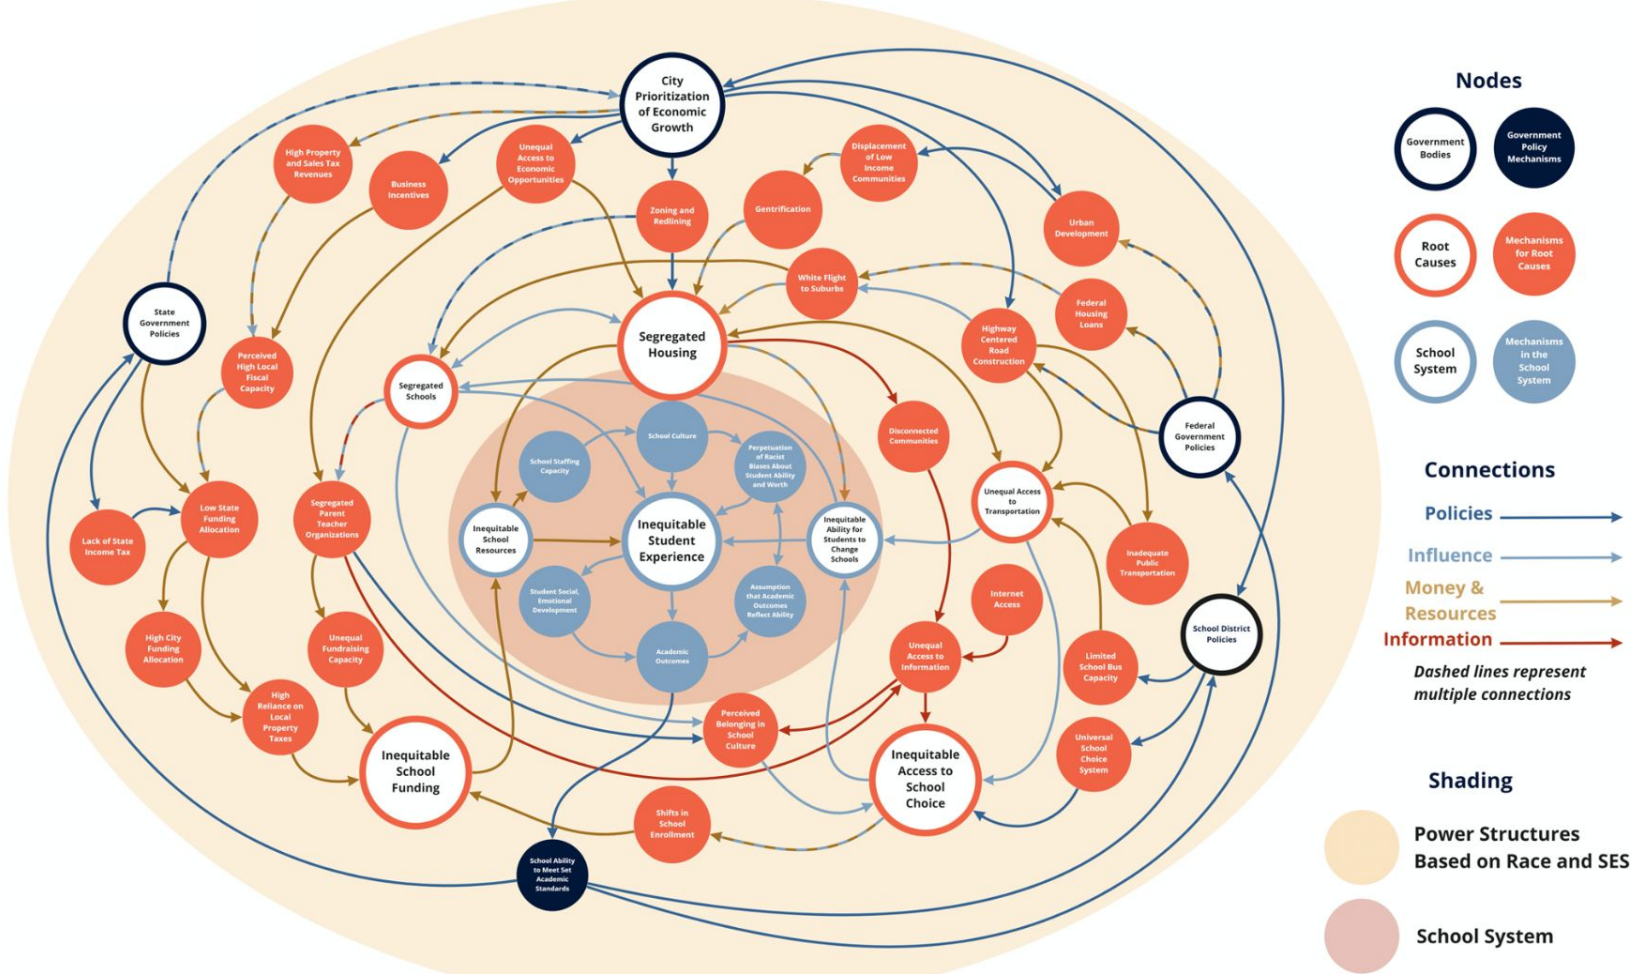 City
Prioritization
of Economic
Growth
High Property
and Sales Tax
Revenues
Business
Incentives
Unequal
Access to
Economic
Opportunities
Zoning and
Redlining
Gentrification
Displacement
of Low
Income
Communities
Urban
Development
White Flight
to Suburbs
Federal
Housing
Loans
Highway
Centered
Road
Construction
State
Government
Policies
Perceived
High Local
Fiscal
Capacity
Segregated
Schools
Segregated
Housing
Disconnected
Communities
Federal
Government
Policies
School Culture
School Staffing
Capacity
Perpetuation
of Racist
Biases About
Student Ability
and Worth
Unequal Access
to
Transportation
Lack of State
Income Tax
Low State
Funding
Allocation
Segregated
Parent
Teacher
Organizations
Inequitable
School
Resources
Inequitable
Student
Experience
Inequitable
Ability for
Students to
Change
Schools
Inadequate
Public
Transportation
Student Social,
Emotional
Development
Assumption
that Academic
Outcomes
Reflect Ability
Internet
Access
High City
Funding
Allocation
Unequal
Fundraising
Capacity
Academic
Outcomes
Unequal
Access to
Information
Limited
School Bus
Capacity
School District
Policies
High
Reliance on
Local
Property
Taxes
Perceived
Belonging in
School
Culture
Universal
School
Choice
System
Inequitable
School
Funding
Inequitable
Access to
School
Choice
Shifts in
School
Enrollment
School Ability
to Meet Set
Academic
Standards
Nodes
Government
Bodies
Government
Policy
Mechanisms
Root
Causes
Mechanisms
for Root
Causes
School
System
Mechanisms
in the
School
System
Connections
Policies
Influence
Money &
Resources
Information
Dashed lines represent
multiple connections
Shading
Power Structures
Based on Race and SES
School System